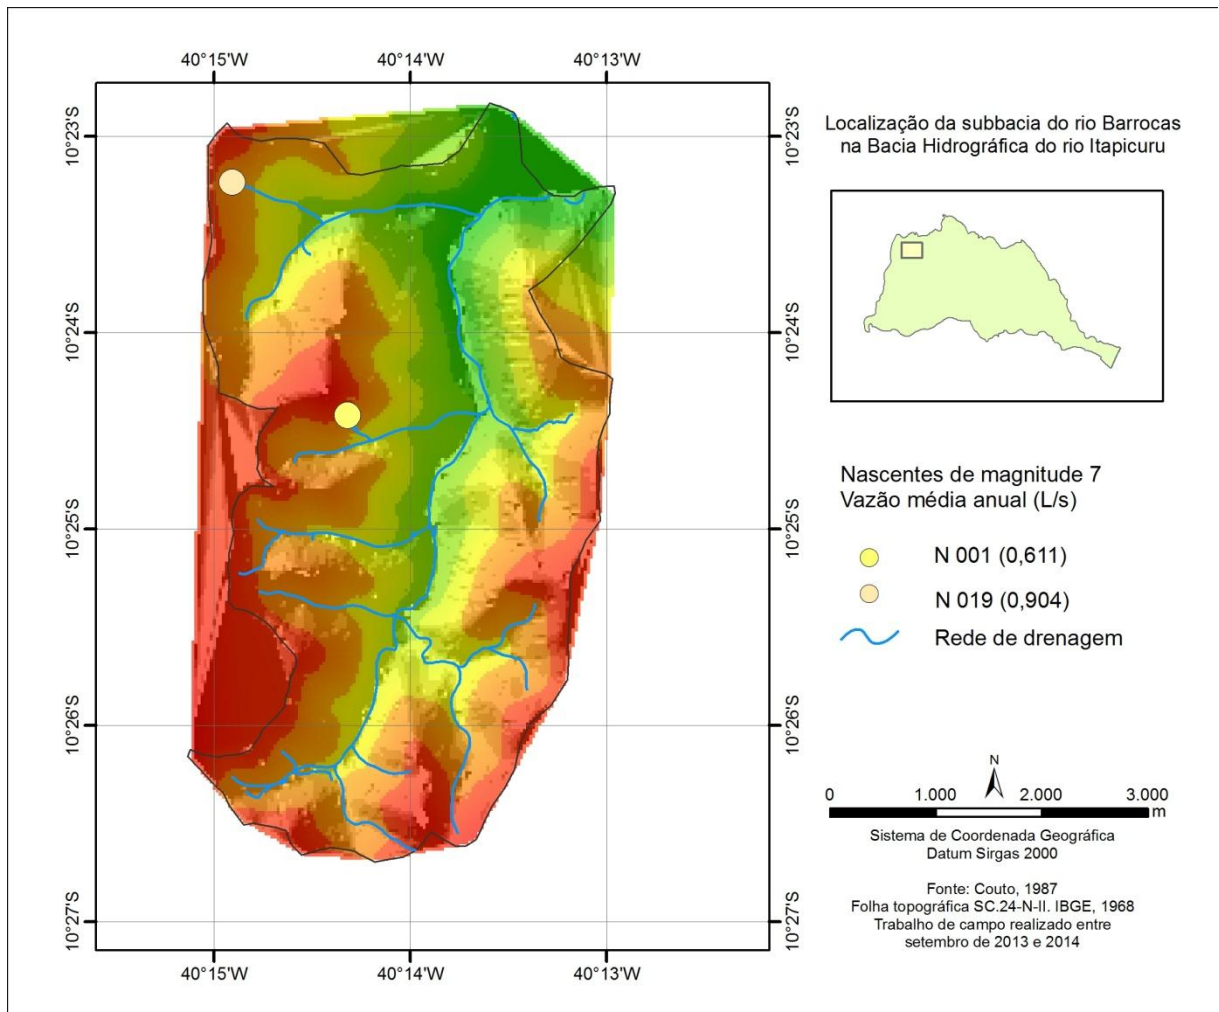 40°15'W 40°14'W 40°13'W
10°23'S 10°23'S
10°24'S 10°24'S
10°25'S 10°25'S
10°26'S 10°26'S
10°27'S 10°27'S
40°15'W 40°14'W 40°13'W
Localização da subbacia do rio Barrocas
na Bacia Hidrográfica do rio Itapicuru
Nascentes de magnitude 7
Vazão média anual (L/s)
N 001 (0,611)
N 019 (0,904)
Rede de drenagem
N
0 1.000 2.000 3.000
m
Sistema de Coordenada Geográfica
Datum Sirgas 2000
Fonte: Couto, 1987
Folha topográfica SC.24-N-II. IBGE, 1968
Trabalho de campo realizado entre
setembro de 2013 e 2014